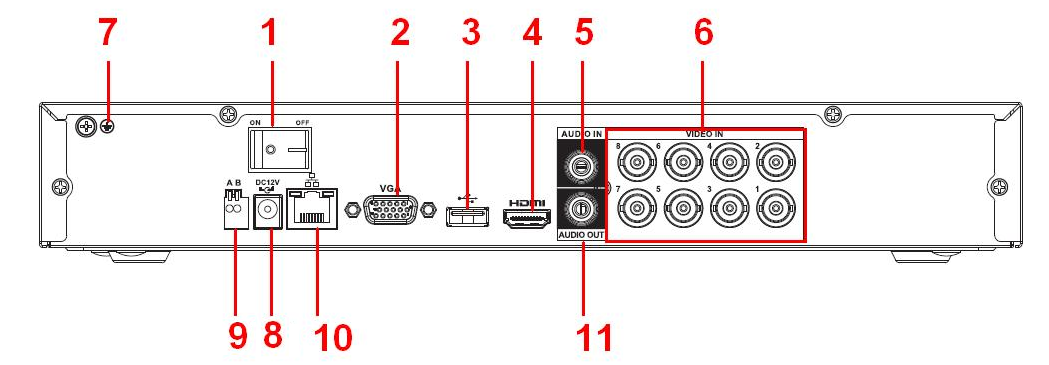 7 1 2 3 4 5 6
ON OFF
AUDIO IN VIDEO IN
8 6 4 2
A B DC12V VGA HDMI
7 5 3 1
AUDIO OUT
9 8 10 11